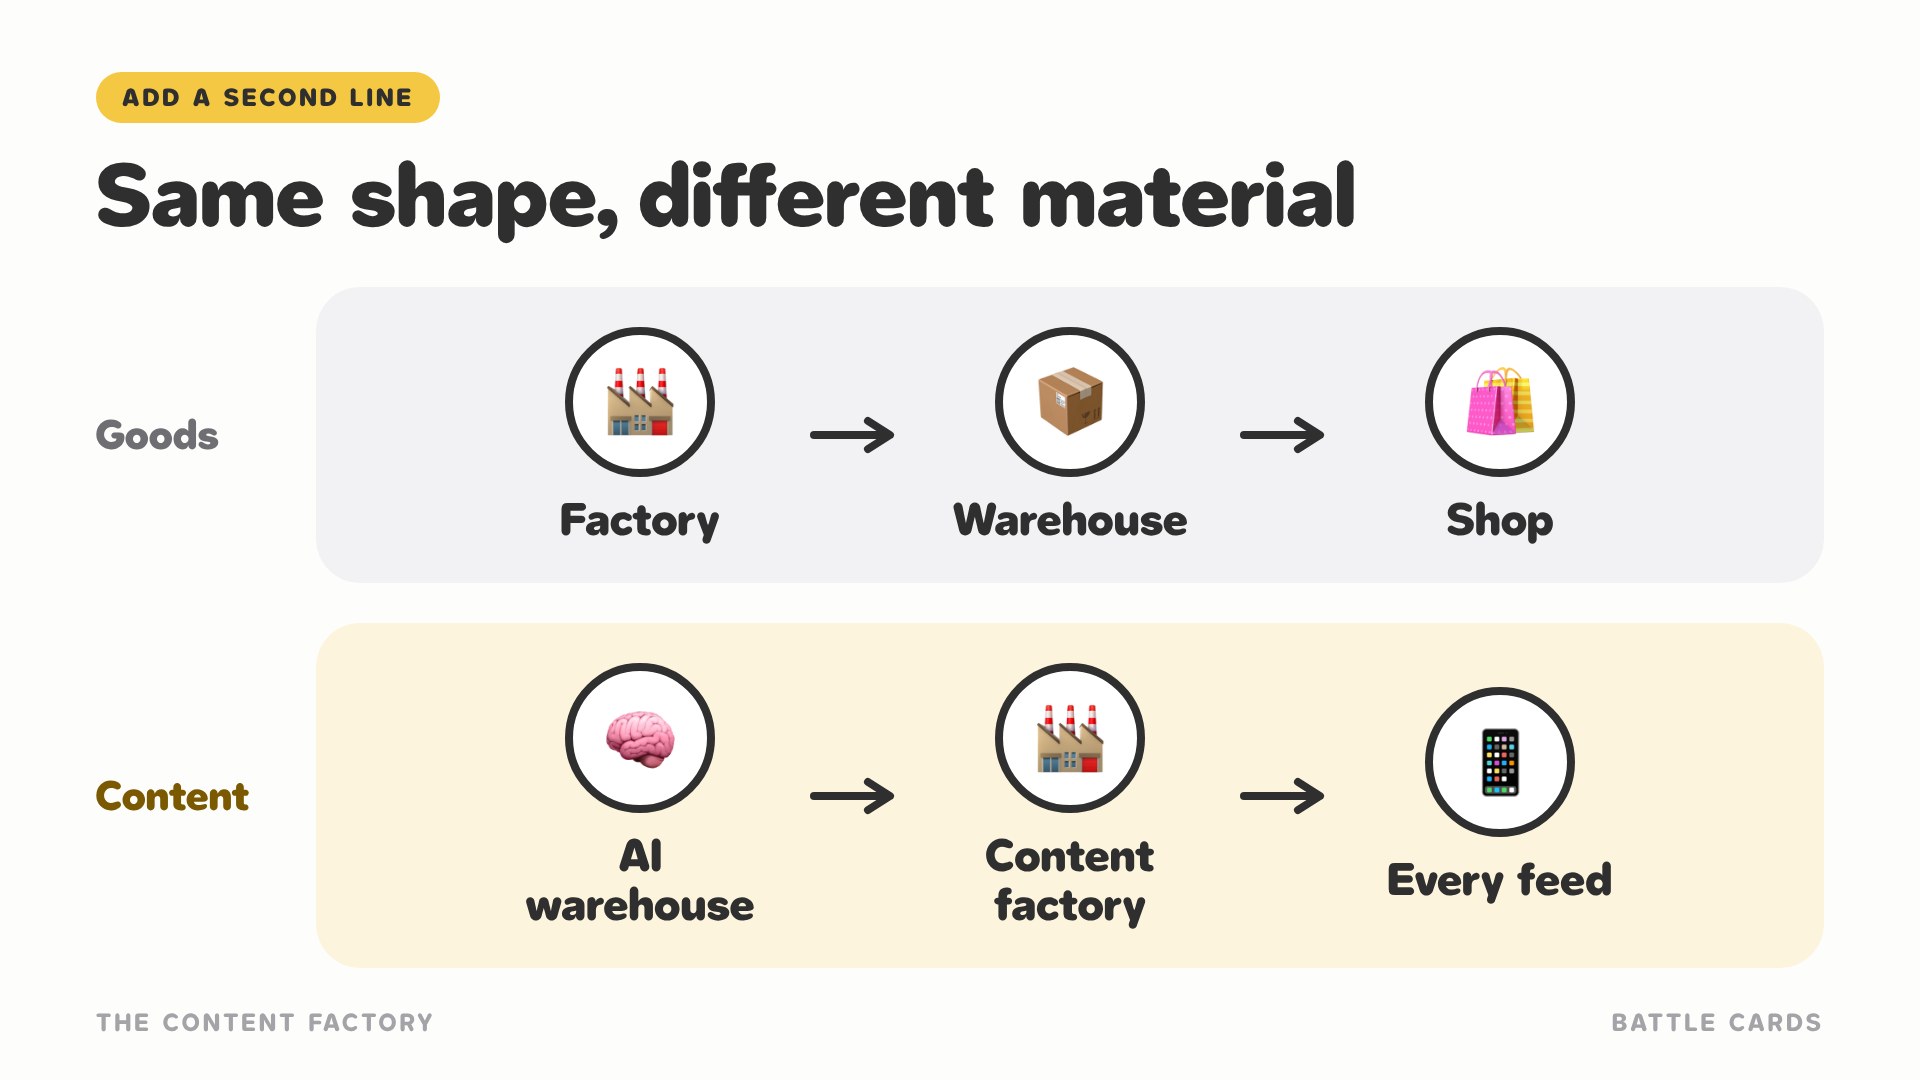 ADD A SECOND LINE
Same shape, different material
Goods
Factory
Warehouse
Shop
Content
AI
warehouse
Content
factory
Every feed
THE CONTENT FACTORY
BATTLE CARDS